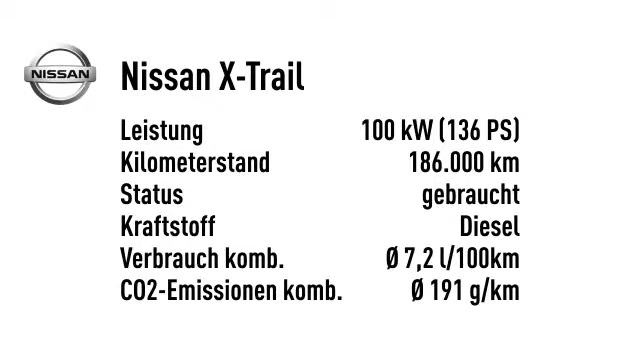 NISSAN
Nissan X-Trail
Leistung 100 kW (136 PS)
Kilometerstand 186.000 km
Status gebraucht
Kraftstoff Diesel
Verbrauch komb. Ø 7,2 l/100km
CO2-Emissionen komb. Ø 191 g/km